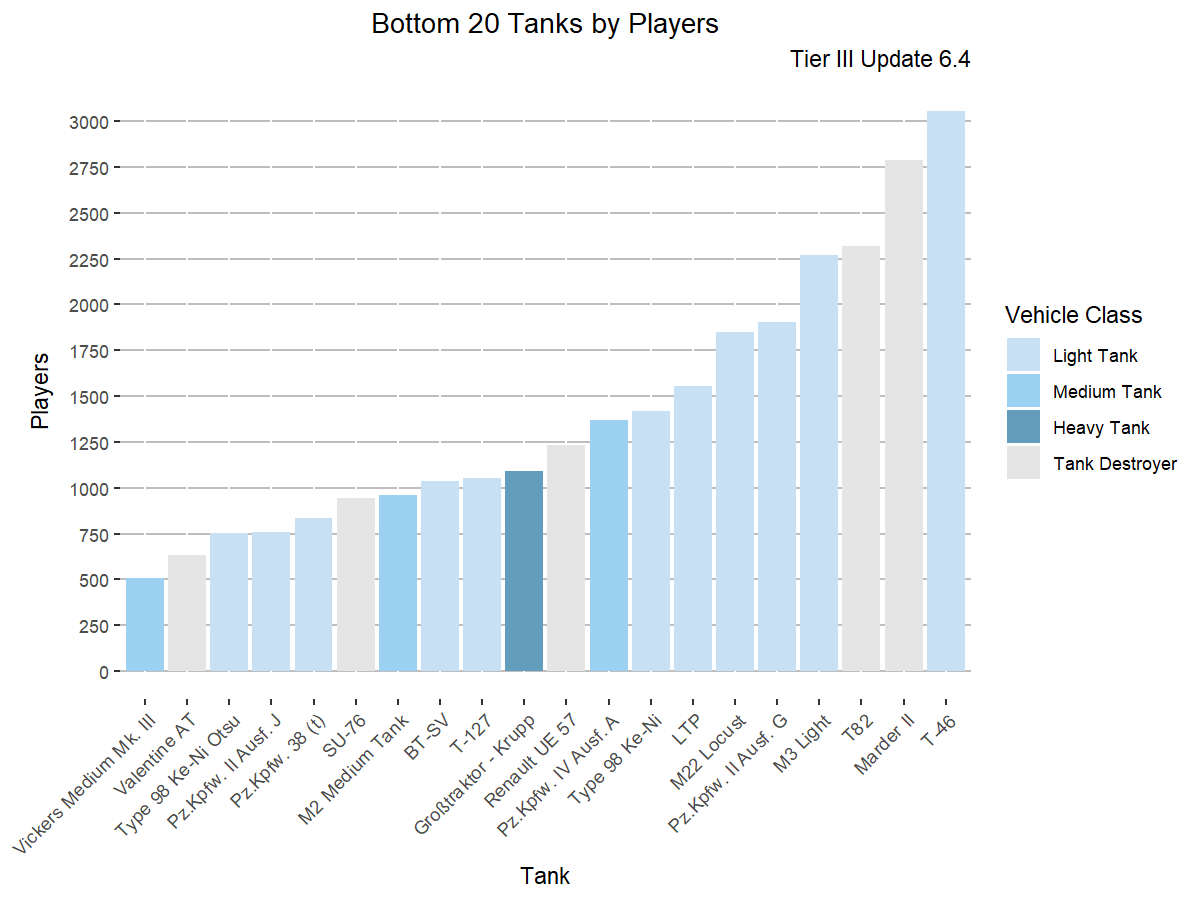 Bottom 20 Tanks by Players
Tier III Update 6.4
Players
3000
2750
2500
2250
2000
1750
1500
1250
1000
750
500
250
0
Vickers Medium Mk. III
Valentine AT
Type 98 Ke-Ni Otsu
Pz.Kpfw. II Ausf. J
Pz.Kpfw. 38 (t)
SU-76
M2 Medium Tank
BT-SV
T-127
Großtraktor - Krupp
Renault UE 57
Pz.Kpfw. IV Ausf. A
Type 98 Ke-Ni
LTP
M22 Locust
Pz.Kpfw. II Ausf. G
M3 Light
T82
Marder II
T-46
Tank
Vehicle Class
Light Tank
Medium Tank
Heavy Tank
Tank Destroyer